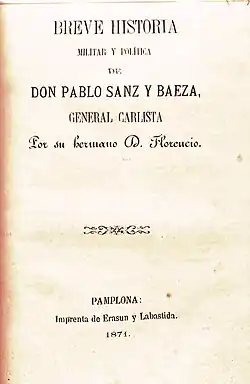 BREVE HISTORIA
MILITAR Y POLÍTICA
DE
DON PABLO SANZ Y BAEZA,
GENERAL CARLISTA
Por su hermano D. Florencio.
PAMPLONA:
Imprenta de Erasun y Labastida.
1871.